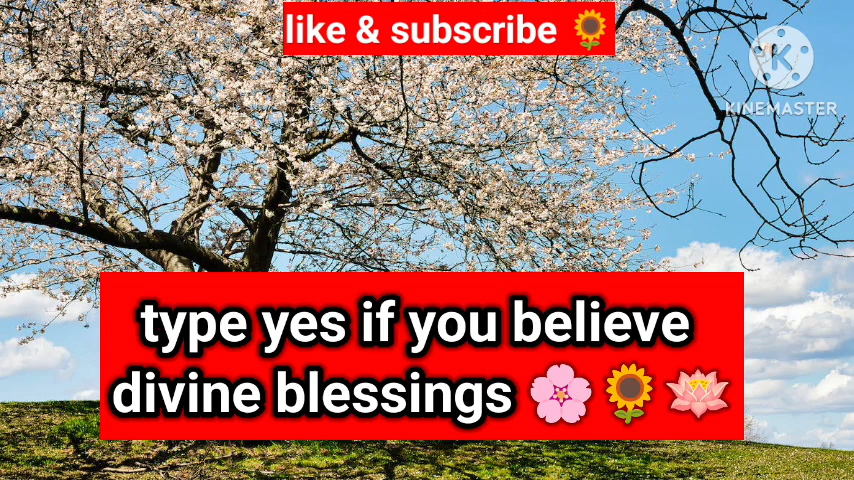 like & subscribe 🌻
KINEMASTER
type yes if you believe
divine blessings 🌸🌻🪷